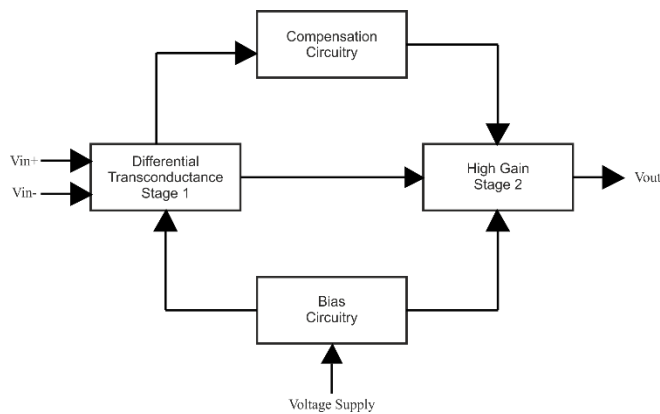 Compensation
Circuitry
Vin+
Vin-
Differential
Transconductance
Stage 1
High Gain
Stage 2
Vout
Bias
Circuitry
Voltage Supply